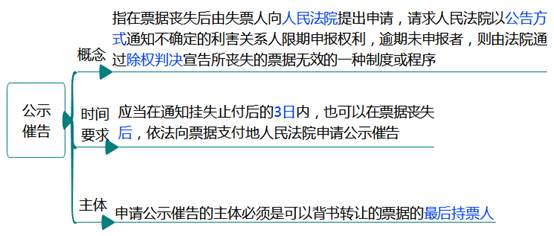 公示
催告
概念
指在票据丧失后由失票人向人民法院提出申请，请求人民法院以公告方
式通知不确定的利害关系人限期申报权利，逾期未申报者，则由法院通
过除权判决宣告所丧失的票据无效的一种制度或程序
时间
要求
应当在通知挂失止付后的3日内，也可以在票据丧失
后，依法向票据支付地人民法院申请公示催告
主体
申请公示催告的主体必须是可以背书转让的票据的最后持票人